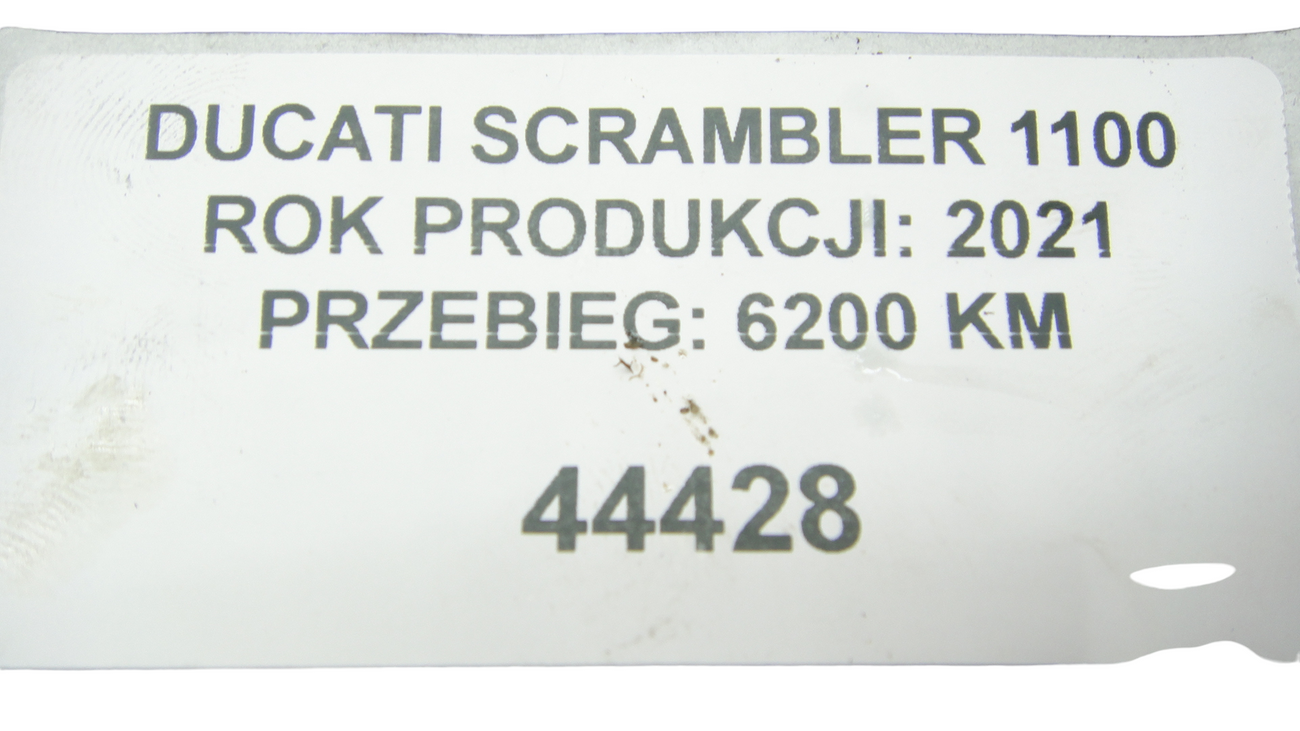 DUCATI SCRAMBLER 1100
ROK PRODUKCJI: 2021
PRZEBIEG: 6200 KM
44428